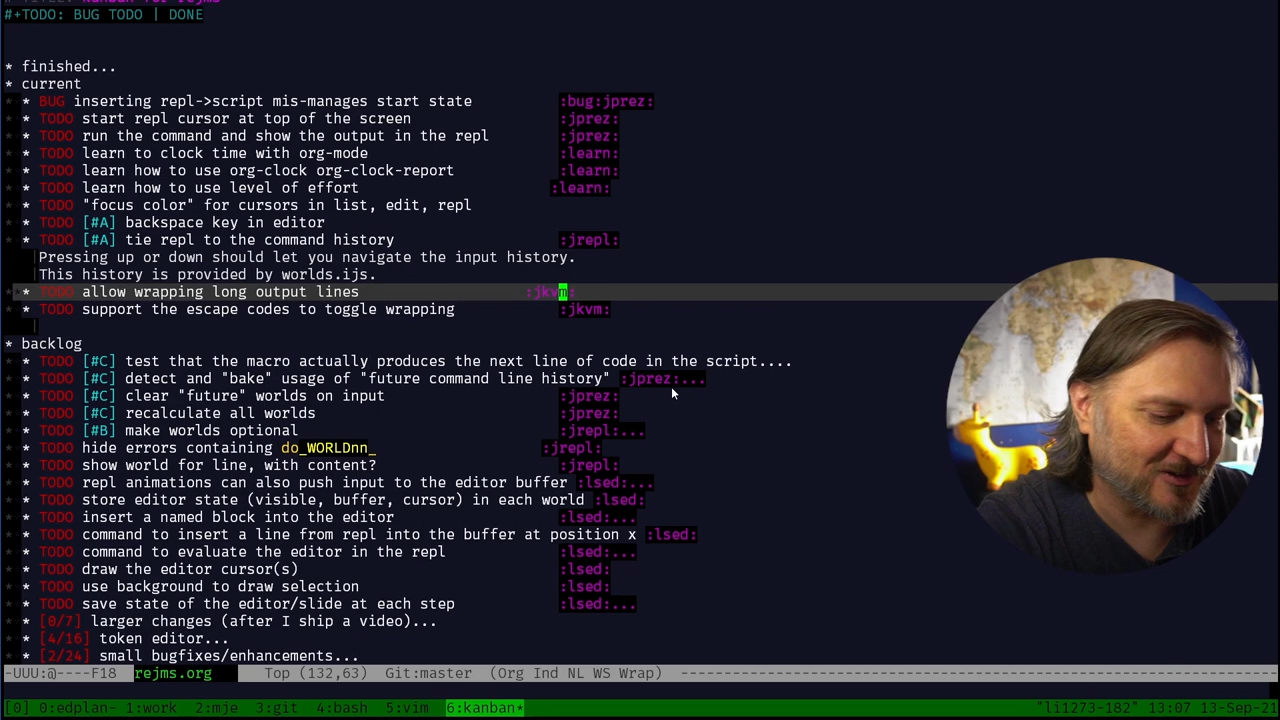 #+TITLE: kanban for rejms
#+TODO: BUG TODO | DONE
* finished...
* current
* * BUG inserting repl->script mis-manages start state :bug:jprez:
* * TODO start repl cursor at top of the screen :jprez:
* * TODO run the command and show the output in the repl :jprez:
* * TODO learn to clock time with org-mode :learn:
* * TODO learn how to use org-clock org-clock-report :learn:
* * TODO learn how to use level of effort :learn:
* * TODO "focus color" for cursors in list, edit, repl
* * TODO [#A] backspace key in editor
* * TODO [#A] tie repl to the command history :jrepl:
Pressing up or down should let you navigate the input history.
This history is provided by worlds.ijs.
* * TODO allow wrapping long output lines :jkvm:
* * TODO support the escape codes to toggle wrapping :jkvm:
* backlog
* * TODO [#C] test that the macro actually produces the next line of code in the script....
* * TODO [#C] detect and "bake" usage of "future command line history" :jprez:...
* * TODO [#C] clear "future" worlds on input :jprez:
* * TODO [#C] recalculate all worlds :jprez:
* * TODO [#B] make worlds optional :jrepl:...
* * TODO hide errors containing do_WORLDnn_ :jrepl:
* * TODO show world for line, with content? :jrepl:
* * TODO repl animations can also push input to the editor buffer :lsed:...
* * TODO store editor state (visible, buffer, cursor) in each world :lsed:
* * TODO insert a named block into the editor :lsed:...
* * TODO command to insert a line from repl into the buffer at position x :lsed:
* * TODO command to evaluate the editor in the repl :lsed:...
* * TODO draw the editor cursor(s) :lsed:
* * TODO use background to draw selection :lsed:
* * TODO save state of the editor/slide at each step :lsed:...
* * [0/7] larger changes (after I ship a video)...
* * [4/16] token editor...
* * [2/24] small bugfixes/enhancements...
-UUU:@----F18 rejms.org Top (132,63) Git:master (Org Ind NL WS Wrap) ----------------------------------------------------------------------
[0] 0:edplan- 1:work 2:mje 3:git 4:bash 5:vim 6:kanban* "li1273-182" 13:07 13-Sep-21